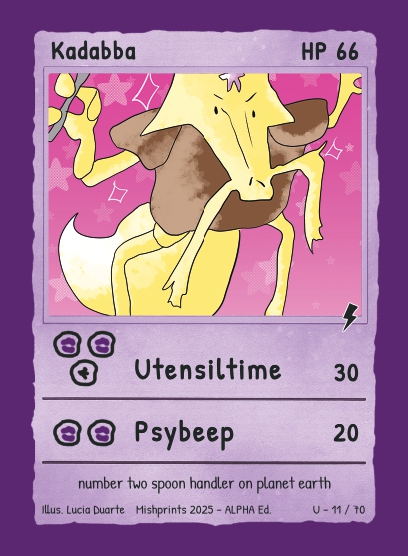 Kadabba HP 66
Utensiltime 30
Psybeep 20
number two spoon handler on planet earth
Illus. Lucia Duarte Mishprints 2025 - ALPHA Ed. U - 11 / 70